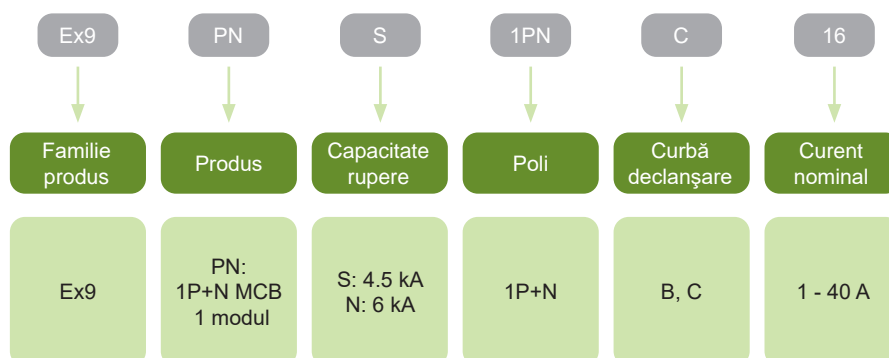 Ex9 PN S 1PN C 16
Familie produs
Produs
Capacitate rupere
Poli
Curbă declanşare
Curent nominal
Ex9
PN:
1P+N MCB
1 modul
S: 4.5 kA
N: 6 kA
1P+N
B, C
1 - 40 A